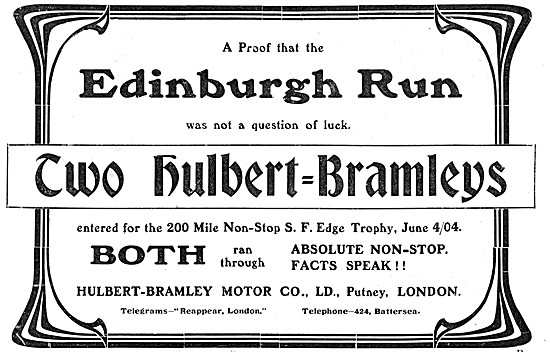 A Proof that the
Edinburgh Run
was not a question of luck.
Two Hulbert=Bramleys
entered for the 200 Mile Non-Stop S. F. Edge Trophy, June 4/04.
BOTH ran through ABSOLUTE NON-STOP.
FACTS SPEAK!!
HULBERT-BRAMLEY MOTOR CO., LD., Putney, LONDON.
Telegrams—"Reappear, London." Telephone—424, Battersea.